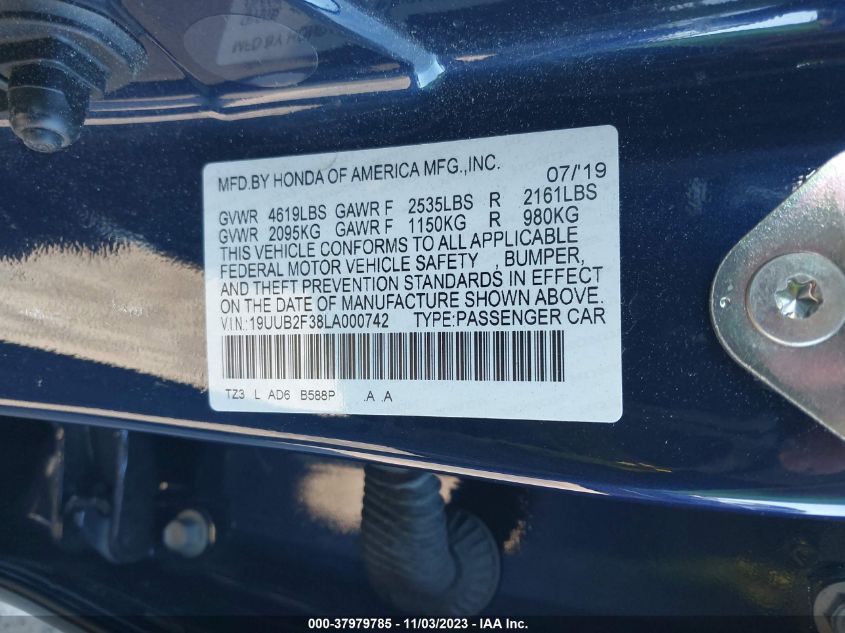 MFD.BY HONDA OF AMERICA MFG.,INC. 07/'19
GVWR 4619LBS GAWR F 2535LBS R 2161LBS
GVWR 2095KG GAWR F 1150KG R 980KG
THIS VEHICLE CONFORMS TO ALL APPLICABLE
FEDERAL MOTOR VEHICLE SAFETY , BUMPER,
AND THEFT PREVENTION STANDARDS IN EFFECT
ON THE DATE OF MANUFACTURE SHOWN ABOVE.
VIN:19UUB2F38LA000742 TYPE:PASSENGER CAR
TZ3 L AD6 B588P .A .A
000-37979785 - 11/03/2023 - IAA Inc.